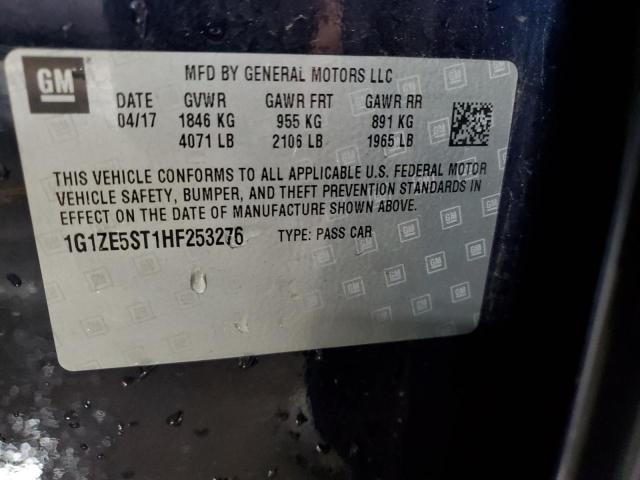 GM
MFD BY GENERAL MOTORS LLC
DATE GVWR GAWR FRT GAWR RR
04/17 1846 KG 955 KG 891 KG
4071 LB 2106 LB 1965 LB
THIS VEHICLE CONFORMS TO ALL APPLICABLE U.S. FEDERAL MOTOR
VEHICLE SAFETY, BUMPER, AND THEFT PREVENTION STANDARDS IN
EFFECT ON THE DATE OF MANUFACTURE SHOWN ABOVE.
1G1ZE5ST1HF253276 TYPE: PASS CAR